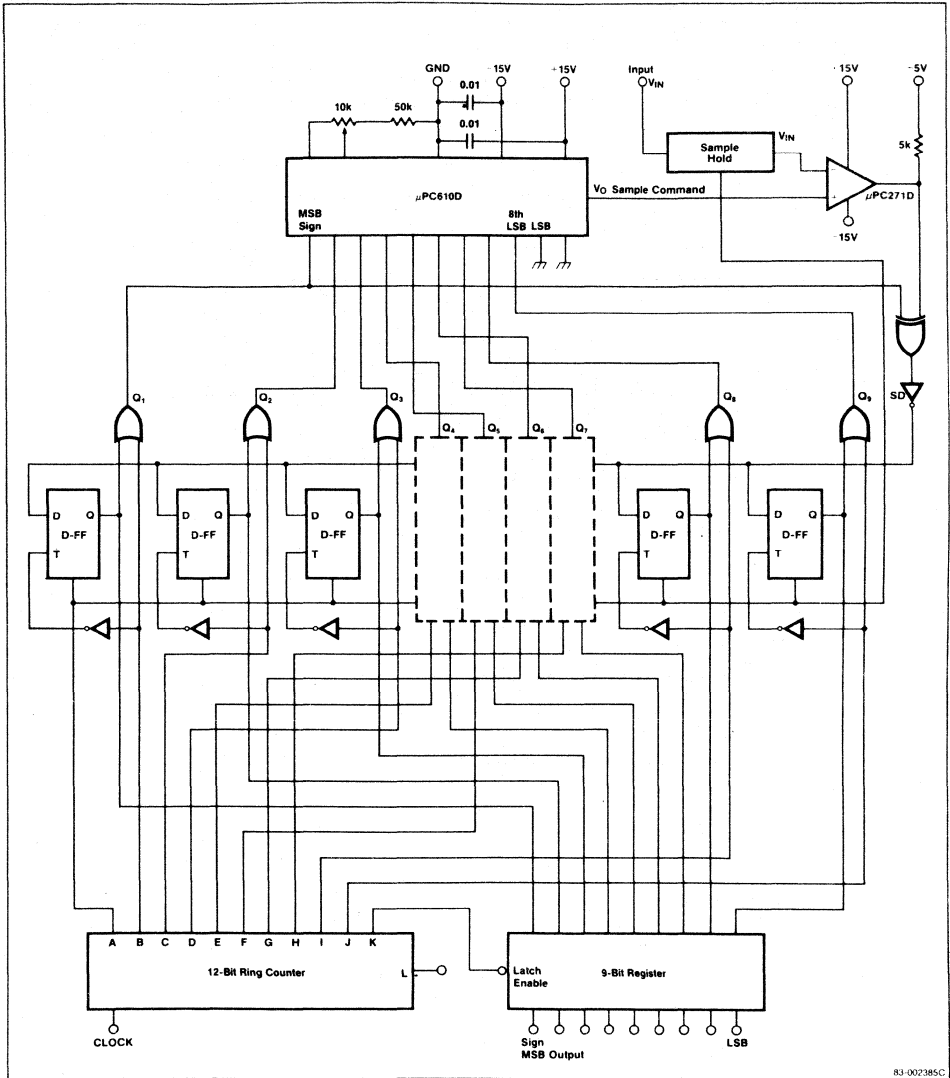 GND
-15V
+15V
Input
VIN
-15V
-5V
0.01
10k
50k
0.01
5k
Sample
Hold
VIN
µPC610D
VO Sample Command
µPC271D
-15V
MSB
Sign
8th
LSB LSB
SD
Q1
Q2
Q3
Q4
Q5
Q6
Q7
Q8
Q9
D Q
D-FF
T
D Q
D-FF
T
D Q
D-FF
T
D Q
D-FF
T
D Q
D-FF
T
A B C D E F G H I J K
12-Bit Ring Counter
L
Latch
Enable
9-Bit Register
CLOCK
Sign
MSB Output
LSB
83-002385C